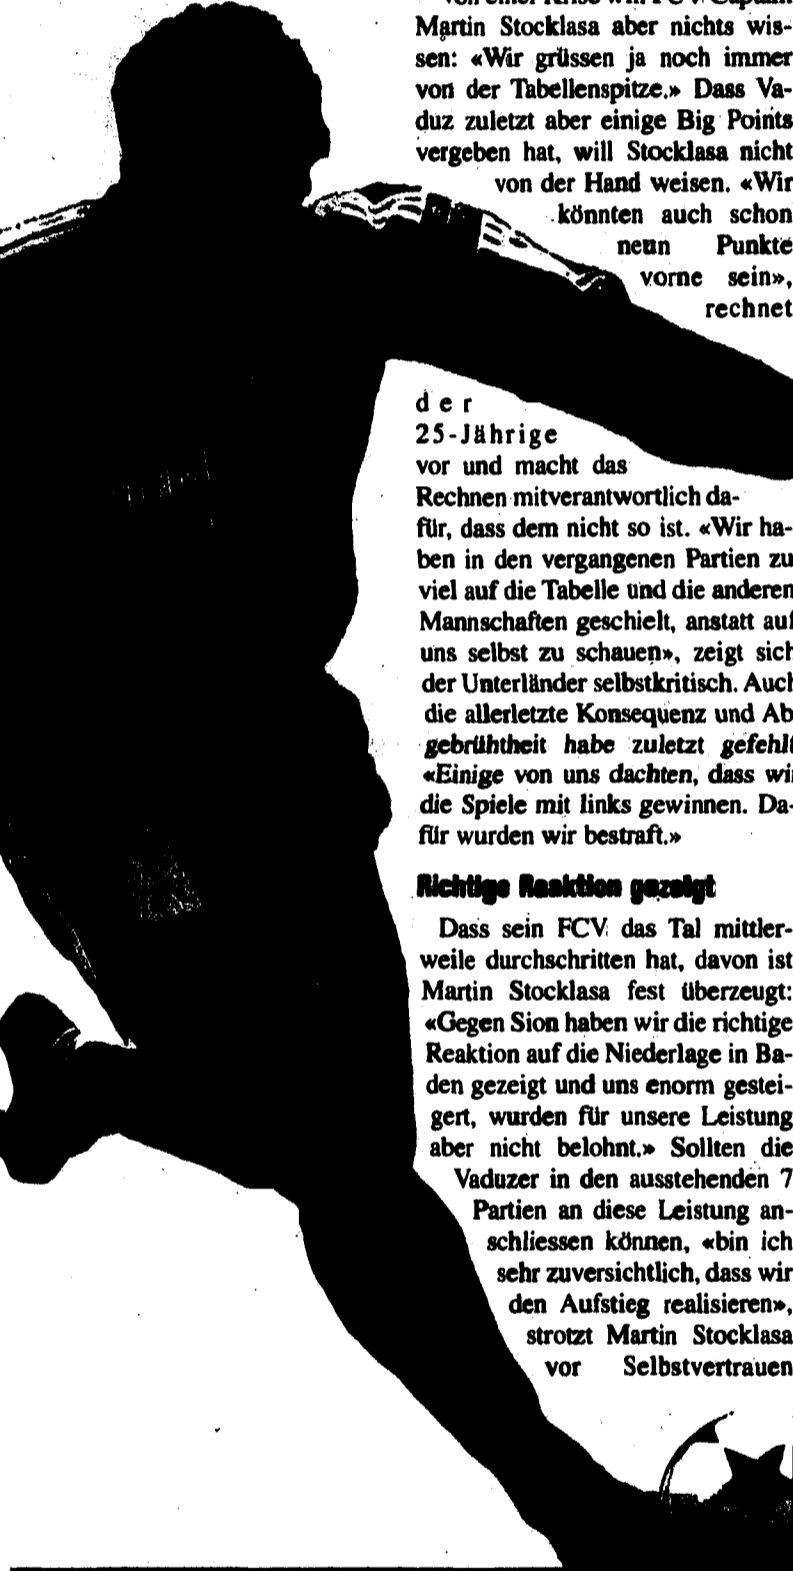 von einer Krise will FCV-Captain
Martin Stocklasa aber nichts wis-
sen: «Wir grüssen ja noch immer
von der Tabellenspitze.» Dass Va-
duz zuletzt aber einige Big Points
vergeben hat, will Stocklasa nicht
von der Hand weisen. «Wir
könnten auch schon
neun Punkte
vorne sein»,
rechnet
der
25-Jährige
vor und macht das
Rechnen mitverantwortlich da-
für, dass dem nicht so ist. «Wir ha-
ben in den vergangenen Partien zu
viel auf die Tabelle und die anderen
Mannschaften geschielt, anstatt auf
uns selbst zu schauen», zeigt sich
der Unterländer selbstkritisch. Auch
die allerletzte Konsequenz und Ab
gebrühtheit habe zuletzt gefehlt
«Einige von uns dachten, dass wir
die Spiele mit links gewinnen. Da-
für wurden wir bestraft.»
Richtige Reaktion gezeigt
Dass sein FCV das Tal mittler-
weile durchschritten hat, davon ist
Martin Stocklasa fest überzeugt:
«Gegen Sion haben wir die richtige
Reaktion auf die Niederlage in Ba-
den gezeigt und uns enorm gestei-
gert, wurden für unsere Leistung
aber nicht belohnt.» Sollten die
Vaduzer in den ausstehenden 7
Partien an diese Leistung an-
schliessen können, «bin ich
sehr zuversichtlich, dass wir
den Aufstieg realisieren»,
strotzt Martin Stocklasa
vor Selbstvertrauen